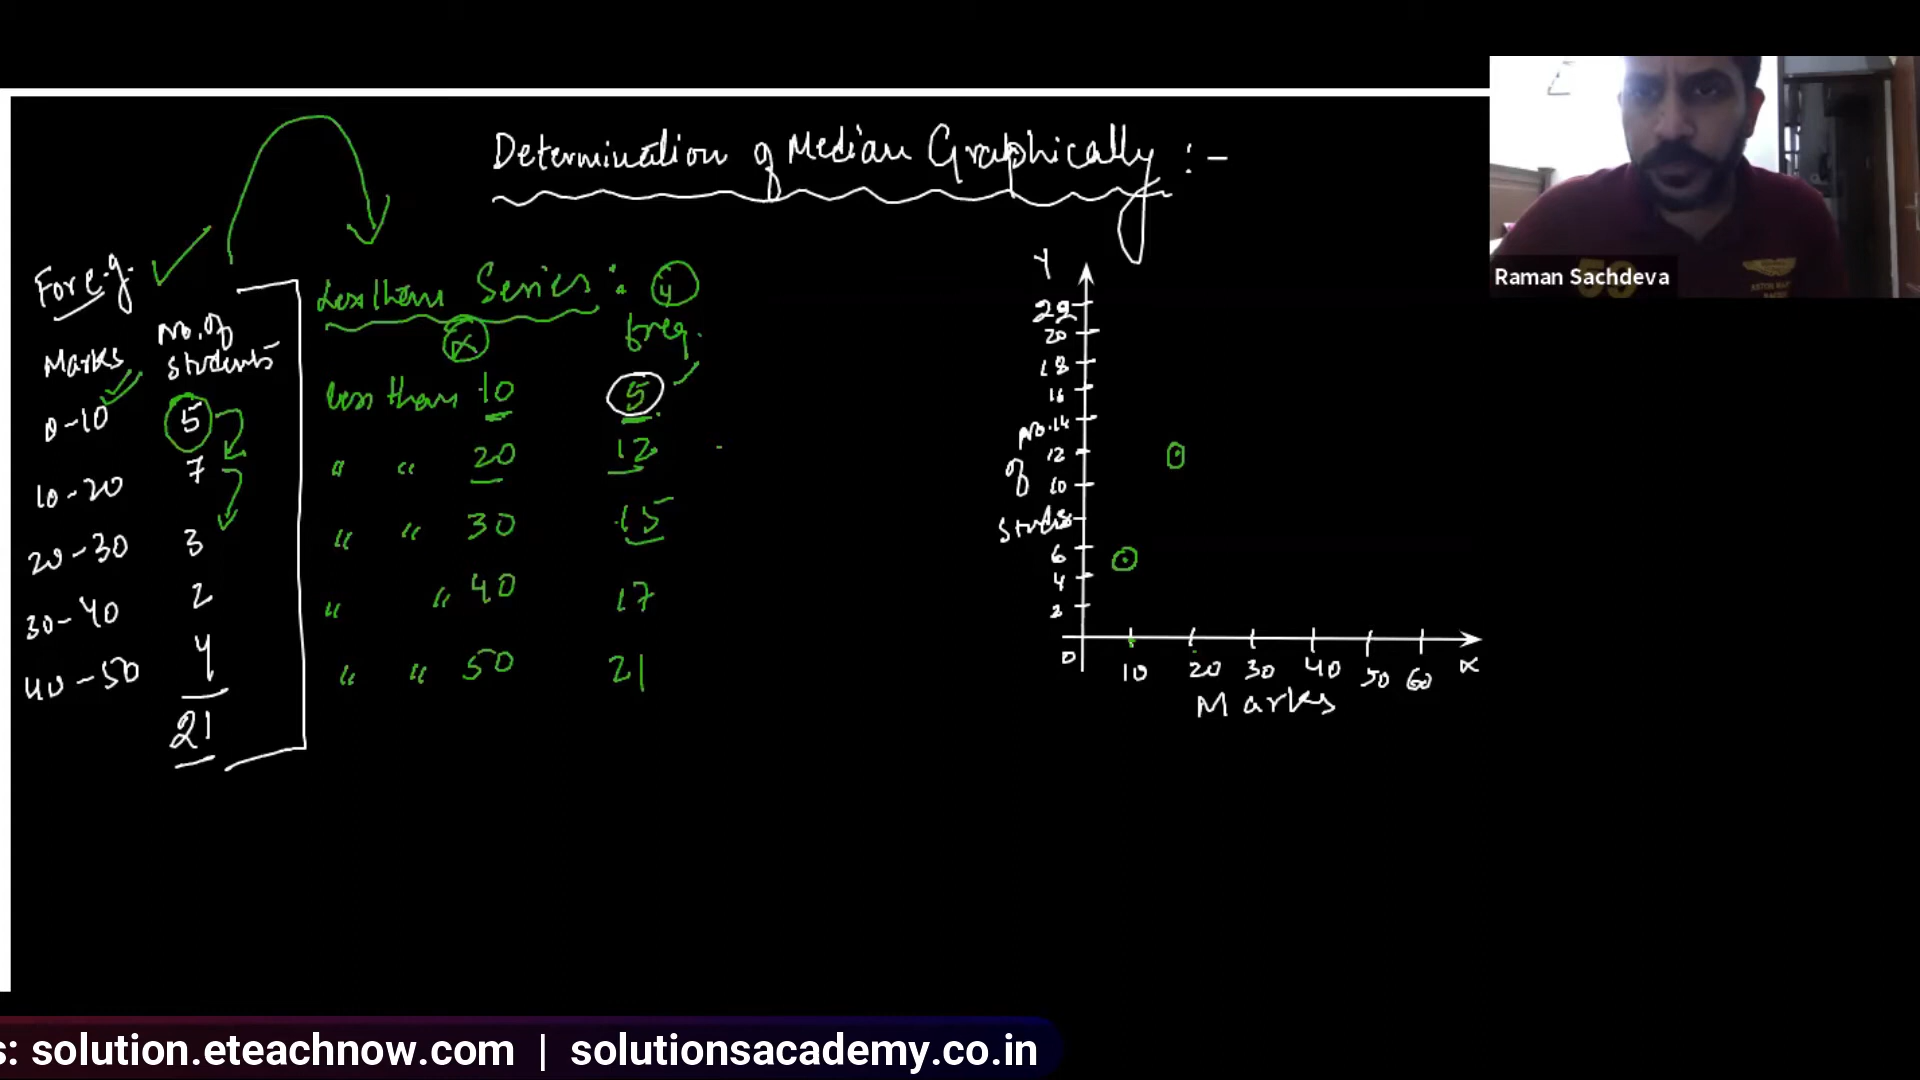 Determination of Median Graphically :-
For e.g.
Marks No. of students
0-10 5
10-20 7
20-30 3
30-40 2
40-50 4
21
Less than Series : y
x freq.
less than 10 5
" " 20 12
" " 30 15
" " 40 17
" " 50 21
Y
22
20
18
16
14
12
10
8
6
4
2
No. of
0 10 20 30 40 50 60 x
Marks
Raman Sachdeva
s: solution.eteachnow.com | solutionsacademy.co.in